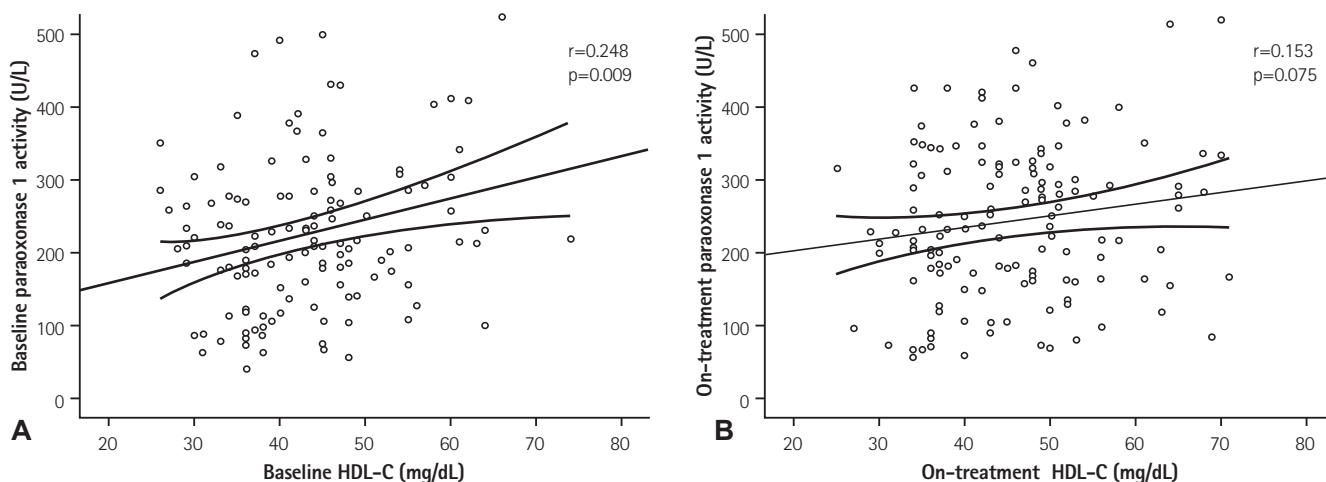 Baseline paraoxonase 1 activity (U/L)
500
400
300
200
100
0
r=0.248
p=0.009
20
30
40
50
60
70
80
A
Baseline HDL-C (mg/dL)
On-treatment paraoxonase 1 activity (U/L)
500
400
300
200
100
0
r=0.153
p=0.075
20
30
40
50
60
70
80
B
On-treatment HDL-C (mg/dL)